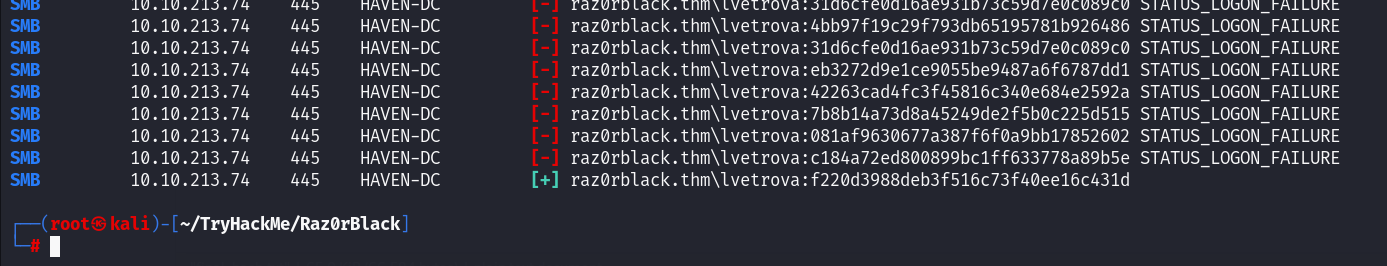 SMB 10.10.213.74 445 HAVEN-DC [-] raz0rblack.thm\lvetrova:31d6cfe0d16ae931b73c59d7e0c089c0 STATUS_LOGON_FAILURE
SMB 10.10.213.74 445 HAVEN-DC [-] raz0rblack.thm\lvetrova:4bb97f19c29f793db65195781b926486 STATUS_LOGON_FAILURE
SMB 10.10.213.74 445 HAVEN-DC [-] raz0rblack.thm\lvetrova:31d6cfe0d16ae931b73c59d7e0c089c0 STATUS_LOGON_FAILURE
SMB 10.10.213.74 445 HAVEN-DC [-] raz0rblack.thm\lvetrova:eb3272d9e1ce9055be9487a6f6787dd1 STATUS_LOGON_FAILURE
SMB 10.10.213.74 445 HAVEN-DC [-] raz0rblack.thm\lvetrova:42263cad4fc3f45816c340e684e2592a STATUS_LOGON_FAILURE
SMB 10.10.213.74 445 HAVEN-DC [-] raz0rblack.thm\lvetrova:7b8b14a73d8a45249de2f5b0c225d515 STATUS_LOGON_FAILURE
SMB 10.10.213.74 445 HAVEN-DC [-] raz0rblack.thm\lvetrova:081af9630677a387f6f0a9bb17852602 STATUS_LOGON_FAILURE
SMB 10.10.213.74 445 HAVEN-DC [-] raz0rblack.thm\lvetrova:c184a72ed800899bc1ff633778a89b5e STATUS_LOGON_FAILURE
SMB 10.10.213.74 445 HAVEN-DC [+] raz0rblack.thm\lvetrova:f220d3988deb3f516c73f40ee16c431d
┌──(root㉿kali)-[~/TryHackMe/Raz0rBlack]
└─#